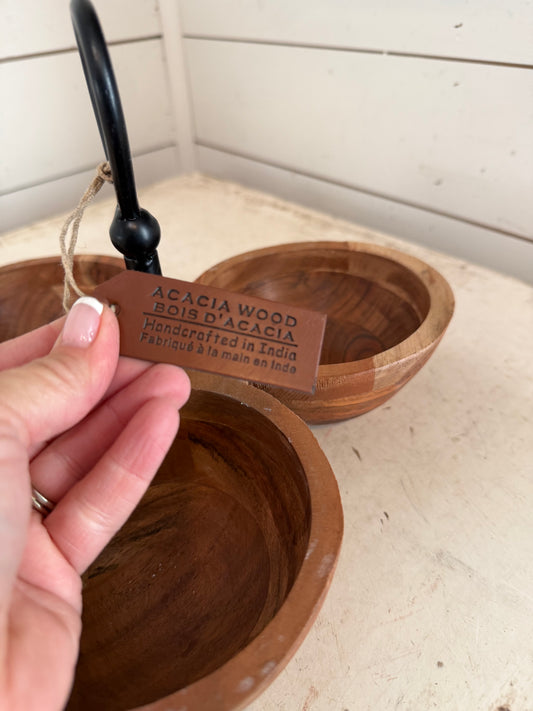 ACACIA WOOD
BOIS D'ACACIA
Handcrafted in India
Fabriqué à la main en Inde